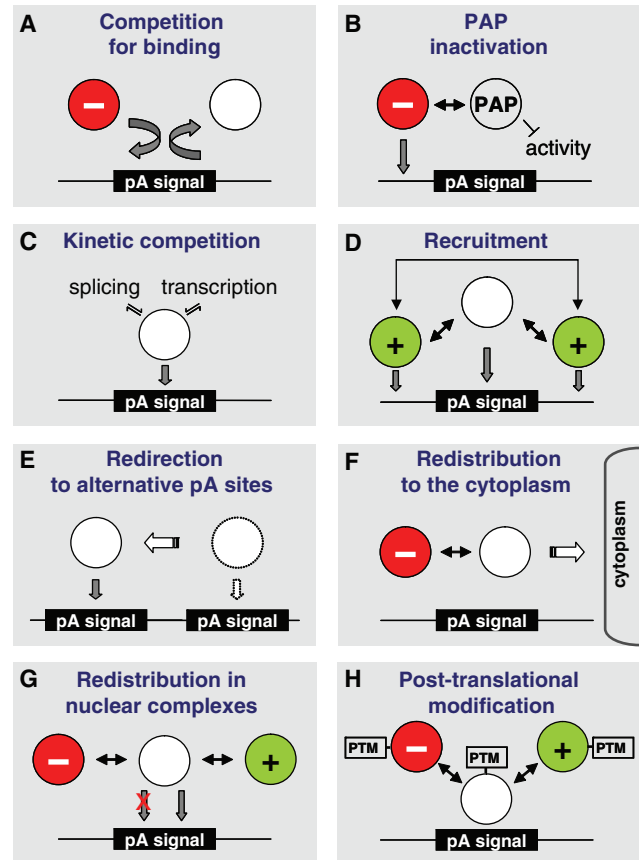 A
Competition
for binding
−
pA signal
B
PAP
inactivation
−
PAP
activity
pA signal
C
Kinetic competition
splicing
transcription
pA signal
D
Recruitment
+
+
pA signal
E
Redirection
to alternative pA sites
pA signal
pA signal
F
Redistribution
to the cytoplasm
−
cytoplasm
pA signal
G
Redistribution in
nuclear complexes
−
+
X
pA signal
H
Post-translational
modification
PTM
−
PTM
+
PTM
pA signal